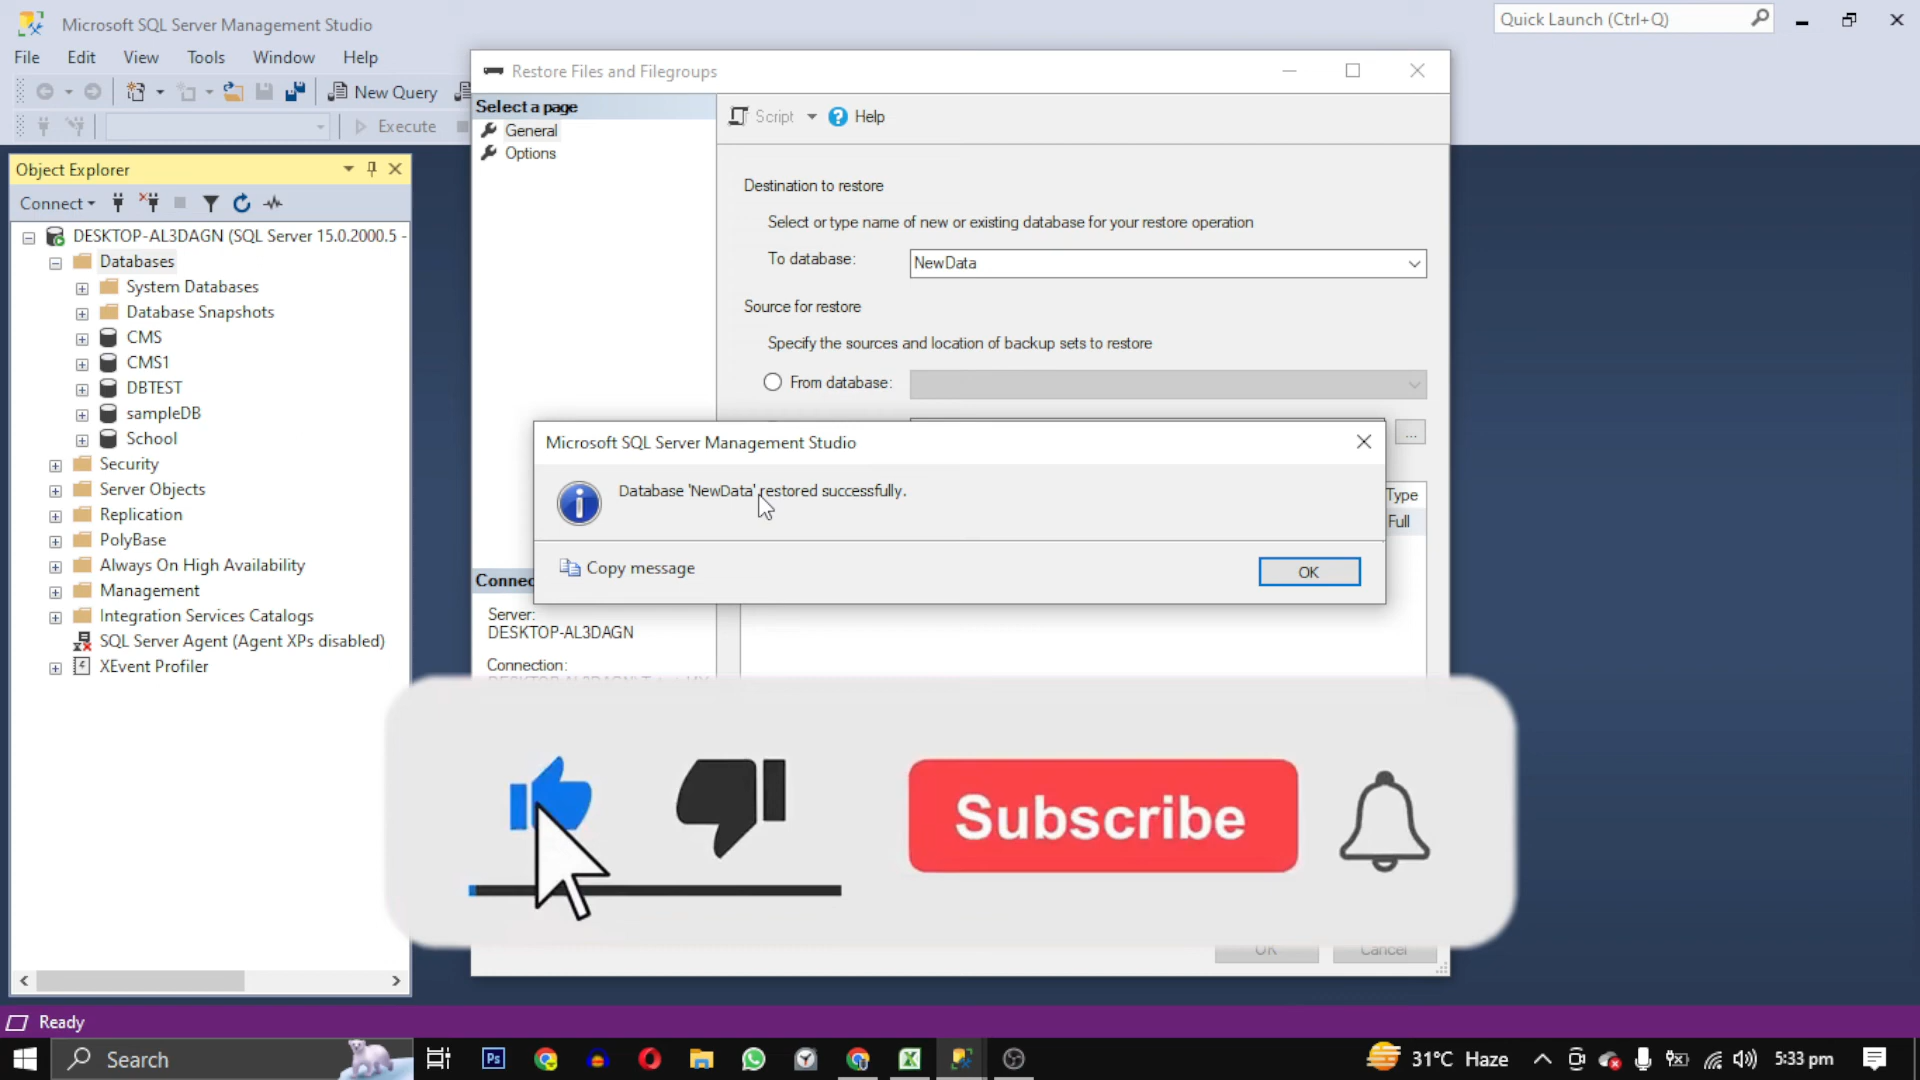 Microsoft SQL Server Management Studio
Quick Launch (Ctrl+Q)
File Edit View Tools Window Help
New Query
Execute
Object Explorer
Connect
DESKTOP-AL3DAGN (SQL Server 15.0.2000.5 -
Databases
System Databases
Database Snapshots
CMS
CMS1
DBTEST
sampleDB
School
Security
Server Objects
Replication
PolyBase
Always On High Availability
Management
Integration Services Catalogs
SQL Server Agent (Agent XPs disabled)
XEvent Profiler
Restore Files and Filegroups
Select a page
General
Options
Script
Help
Destination to restore
Select or type name of new or existing database for your restore operation
To database:
NewData
Source for restore
Specify the sources and location of backup sets to restore
From database:
...
Type
Full
Microsoft SQL Server Management Studio
Database 'NewData' restored successfully.
Copy message
OK
Server:
DESKTOP-AL3DAGN
Connection:
Subscribe
OK
Cancel
Ready
Search
Ps
31°C Haze
5:33 pm